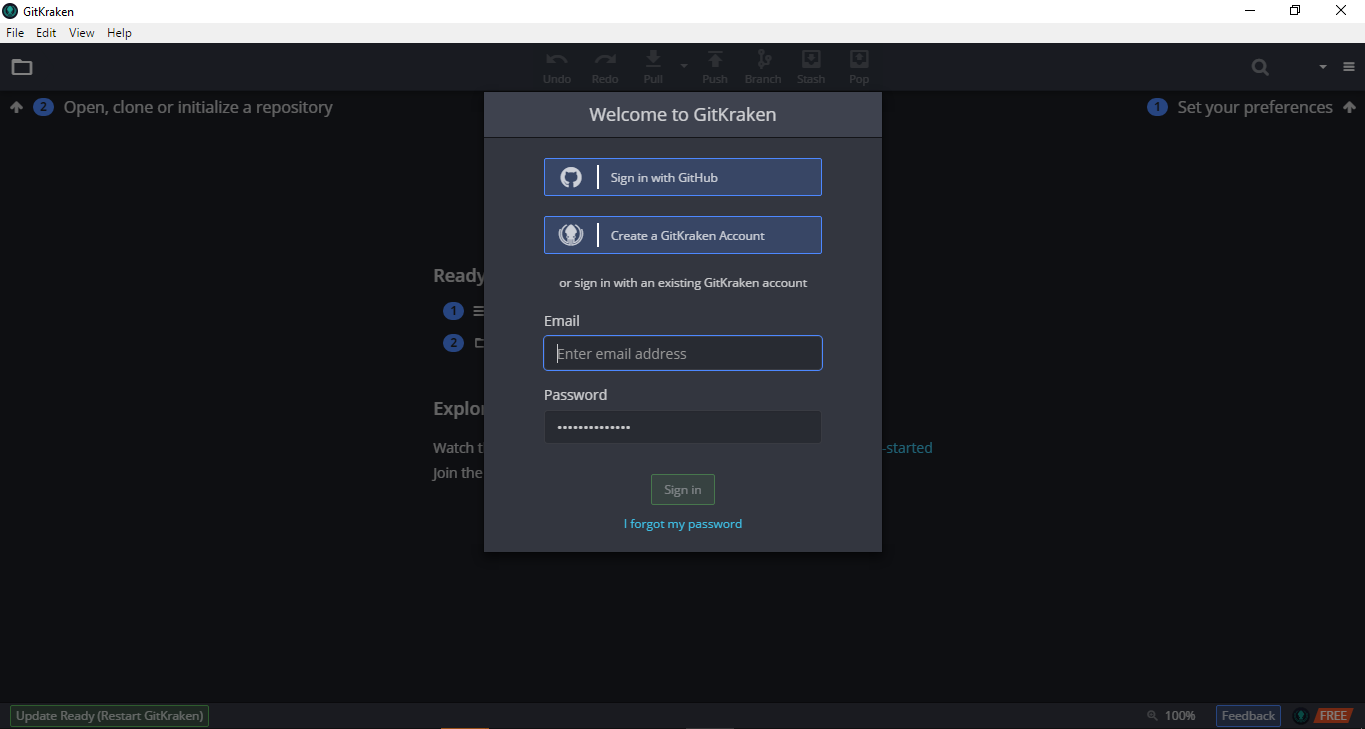 GitKraken
File Edit View Help
Undo Redo Pull Push Branch Stash Pop
2 Open, clone or initialize a repository
1 Set your preferences
Welcome to GitKraken
Sign in with GitHub
Create a GitKraken Account
or sign in with an existing GitKraken account
Email
Enter email address
Password
••••••••••••••
Sign in
I forgot my password
Ready
1
2
Watch
-started
Join the
Update Ready (Restart GitKraken)
100%
Feedback
FREE